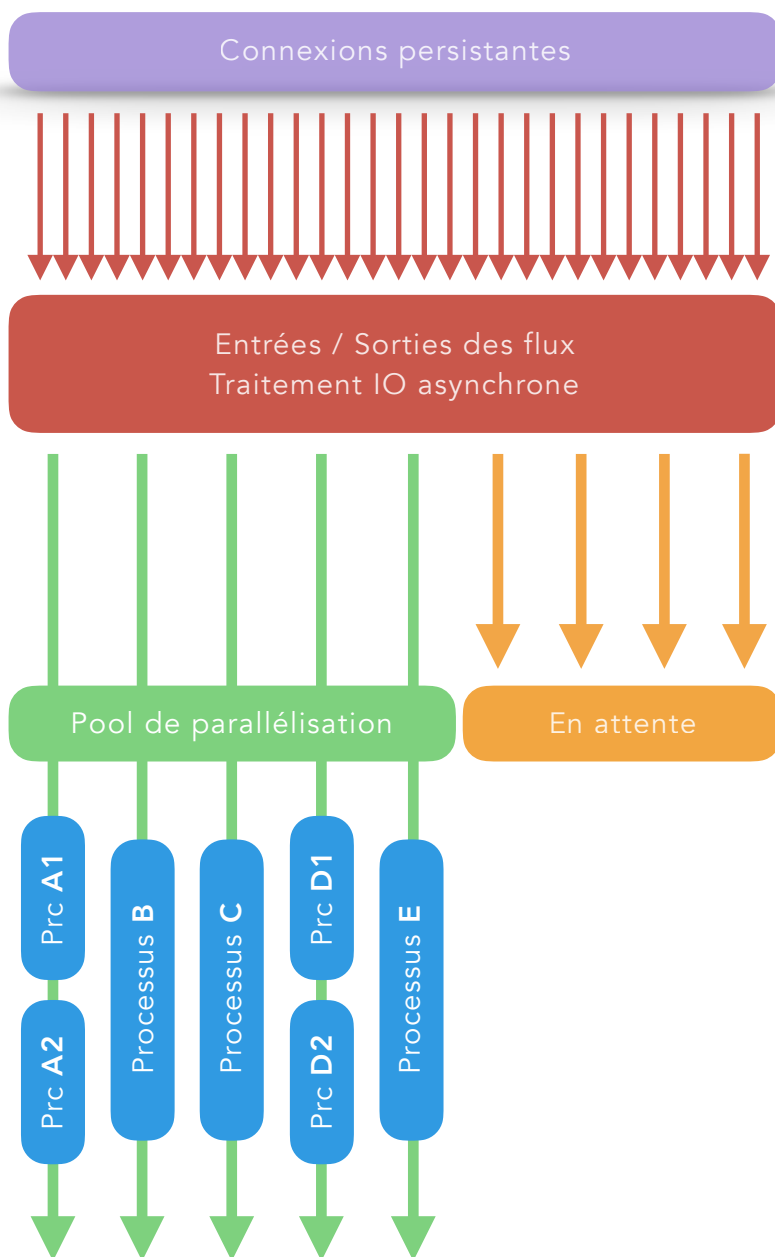 Connexions persistantes
Entrées / Sorties des flux
Traitement IO asynchrone
Pool de parallélisation
En attente
Prc A1
Processus B
Processus C
Prc D1
Processus E
Prc A2
Prc D2